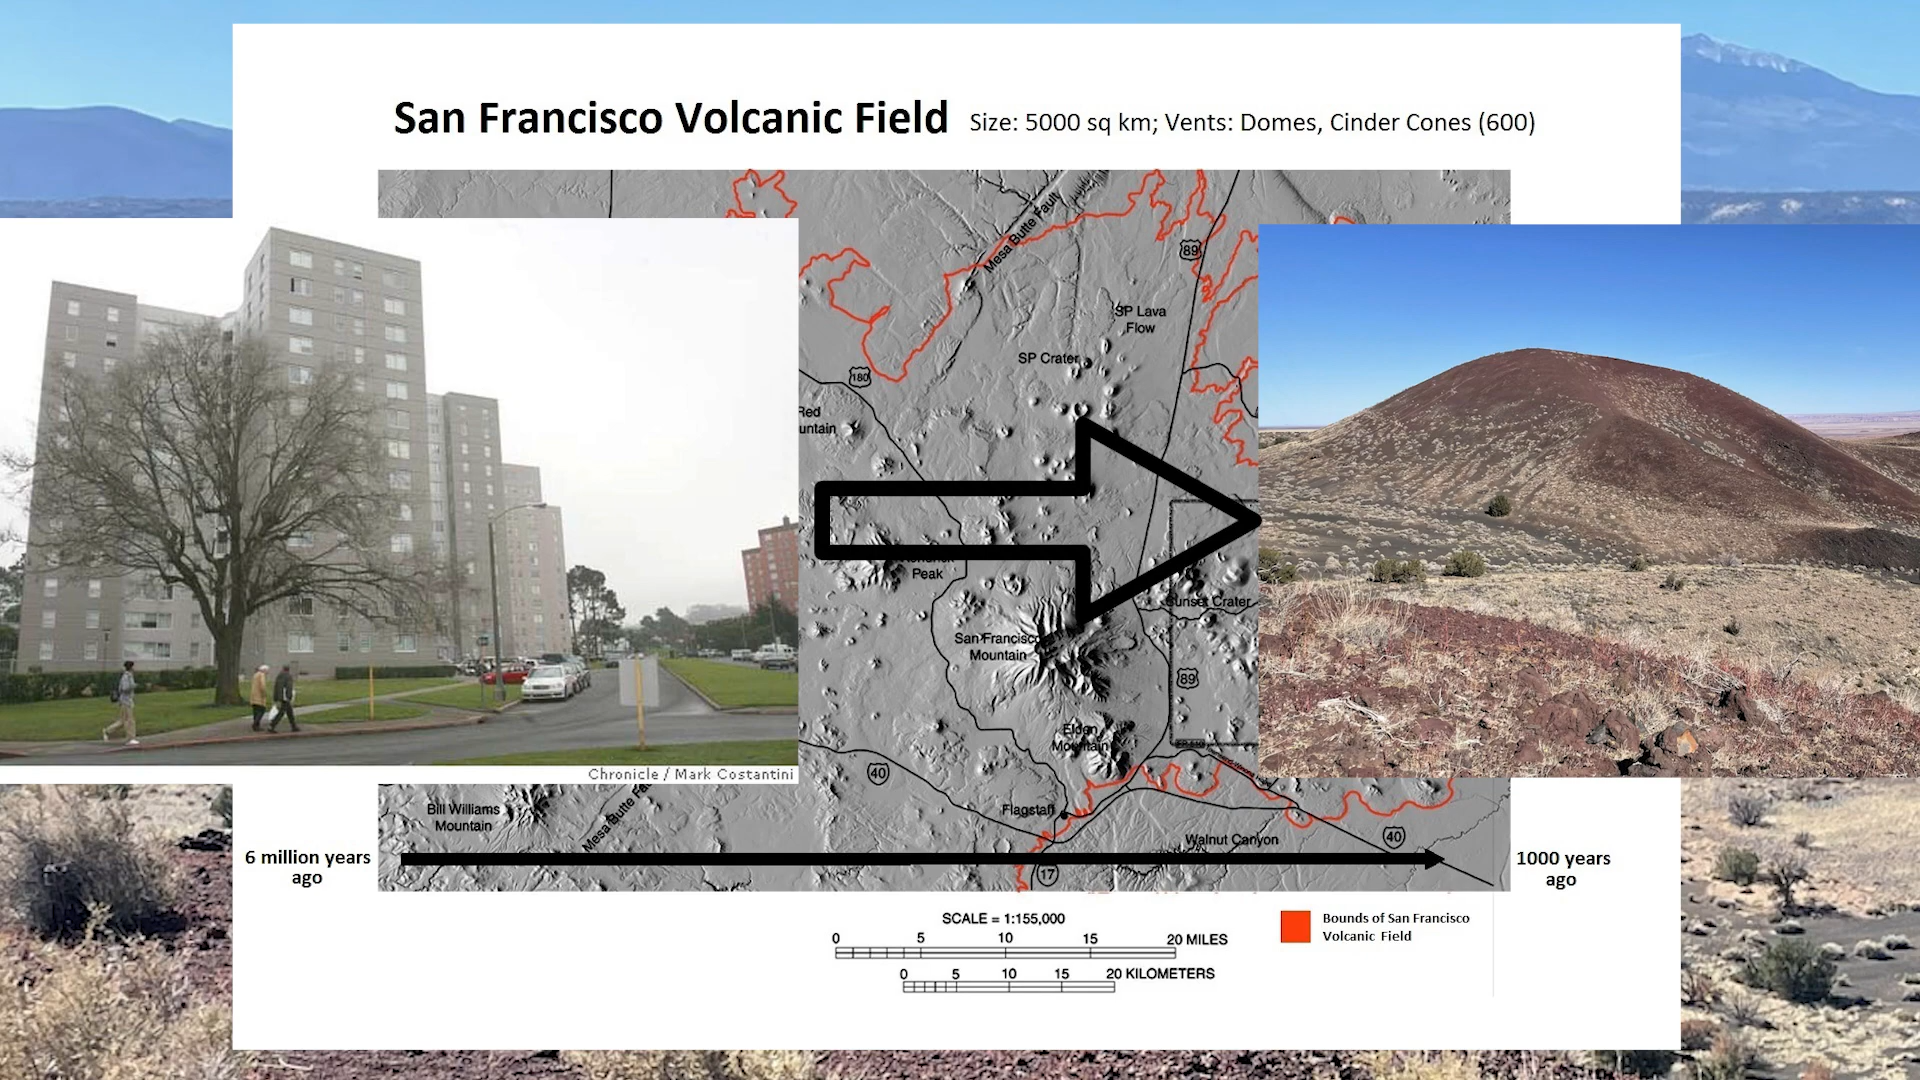 San Francisco Volcanic Field Size: 5000 sq km; Vents: Domes, Cinder Cones (600)
Mesa Butte Fault
89
SP Lava
Flow
SP Crater
180
Red
untain
Peak
Sunset Crater
San Francisco
Mountain
89
Elden
Mountain
Chronicle / Mark Costantini
40
Bill Williams
Mountain
Mesa Butte Fa
Flagstaff
Walnut Canyon
40
17
6 million years
ago
1000 years
ago
SCALE = 1:155,000
0 5 10 15 20 MILES
0 5 10 15 20 KILOMETERS
Bounds of San Francisco
Volcanic Field